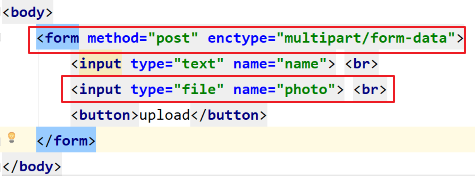 <body>
<form method="post" enctype="multipart/form-data">
<input type="text" name="name"> <br>
<input type="file" name="photo"> <br>
<button>upload</button>
</form>
</body>